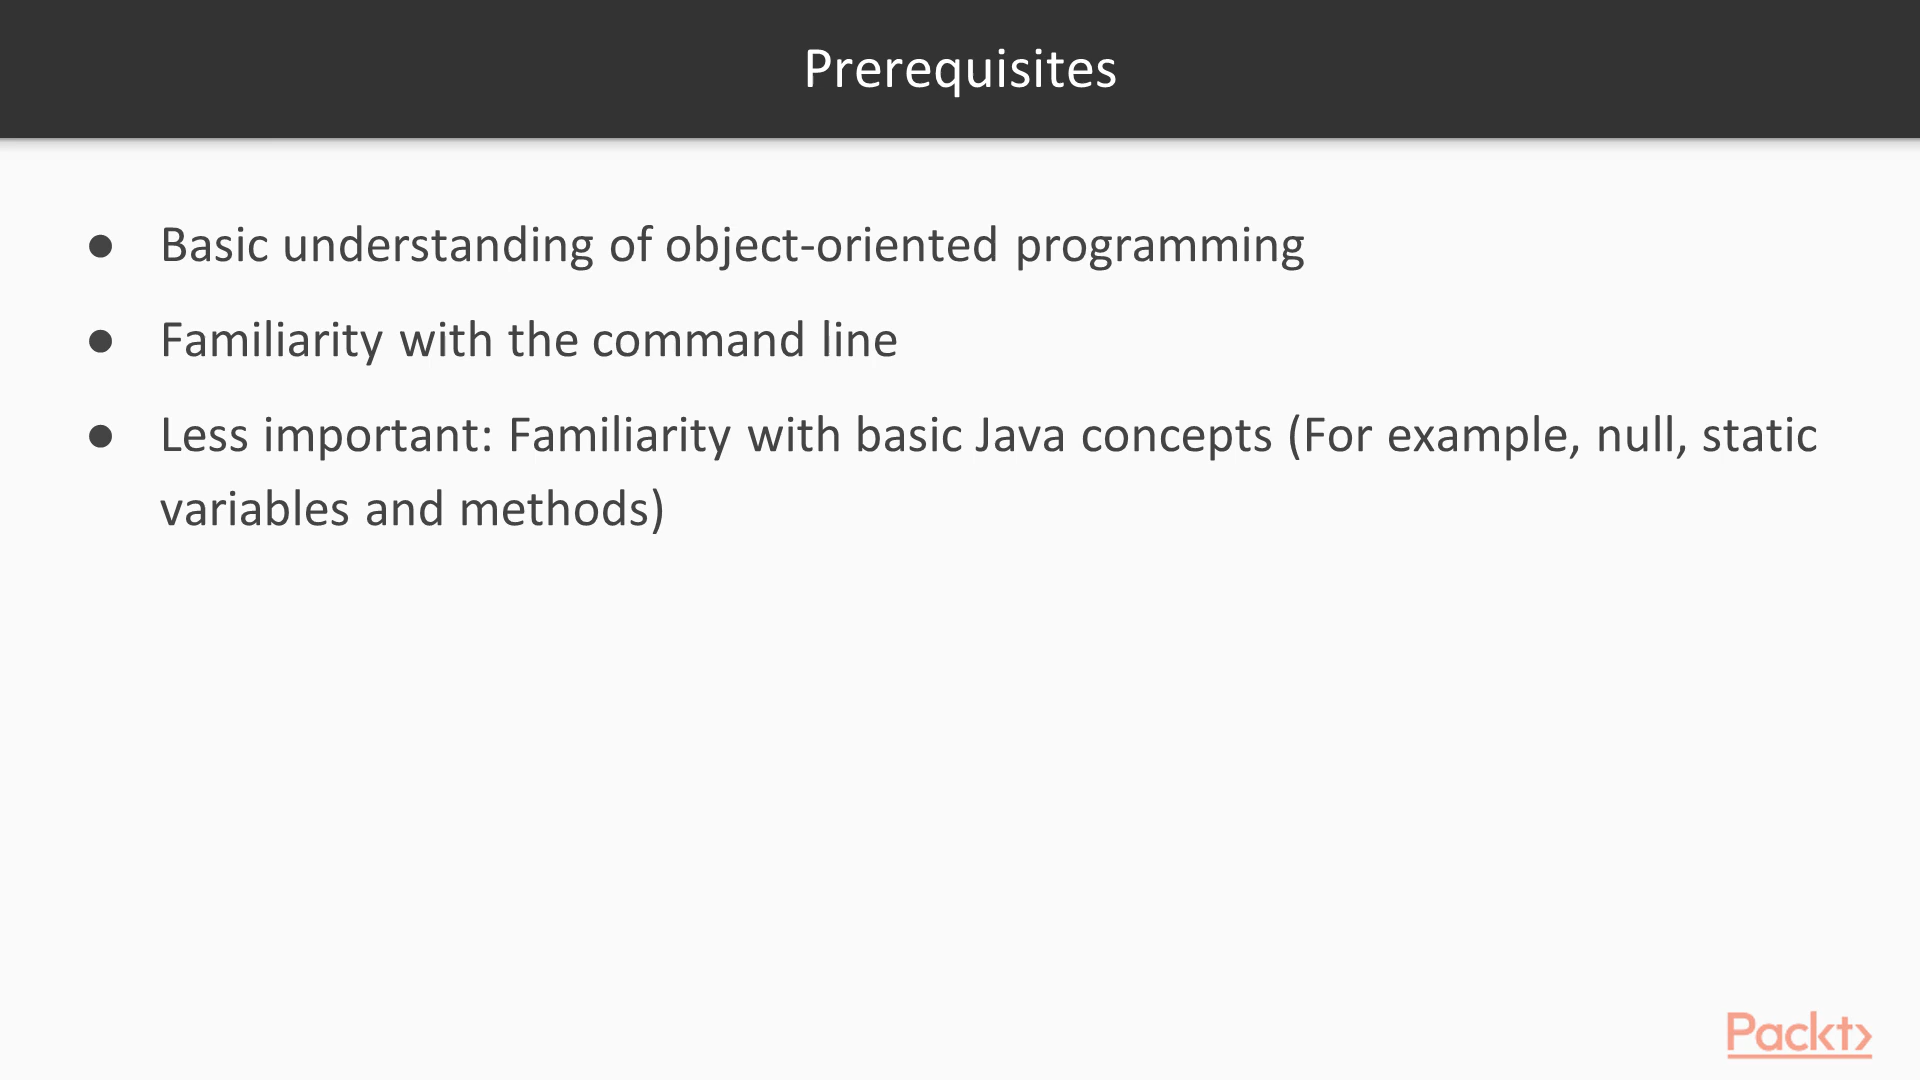 Prerequisites
● Basic understanding of object-oriented programming
● Familiarity with the command line
● Less important: Familiarity with basic Java concepts (For example, null, static
variables and methods)
Packt>